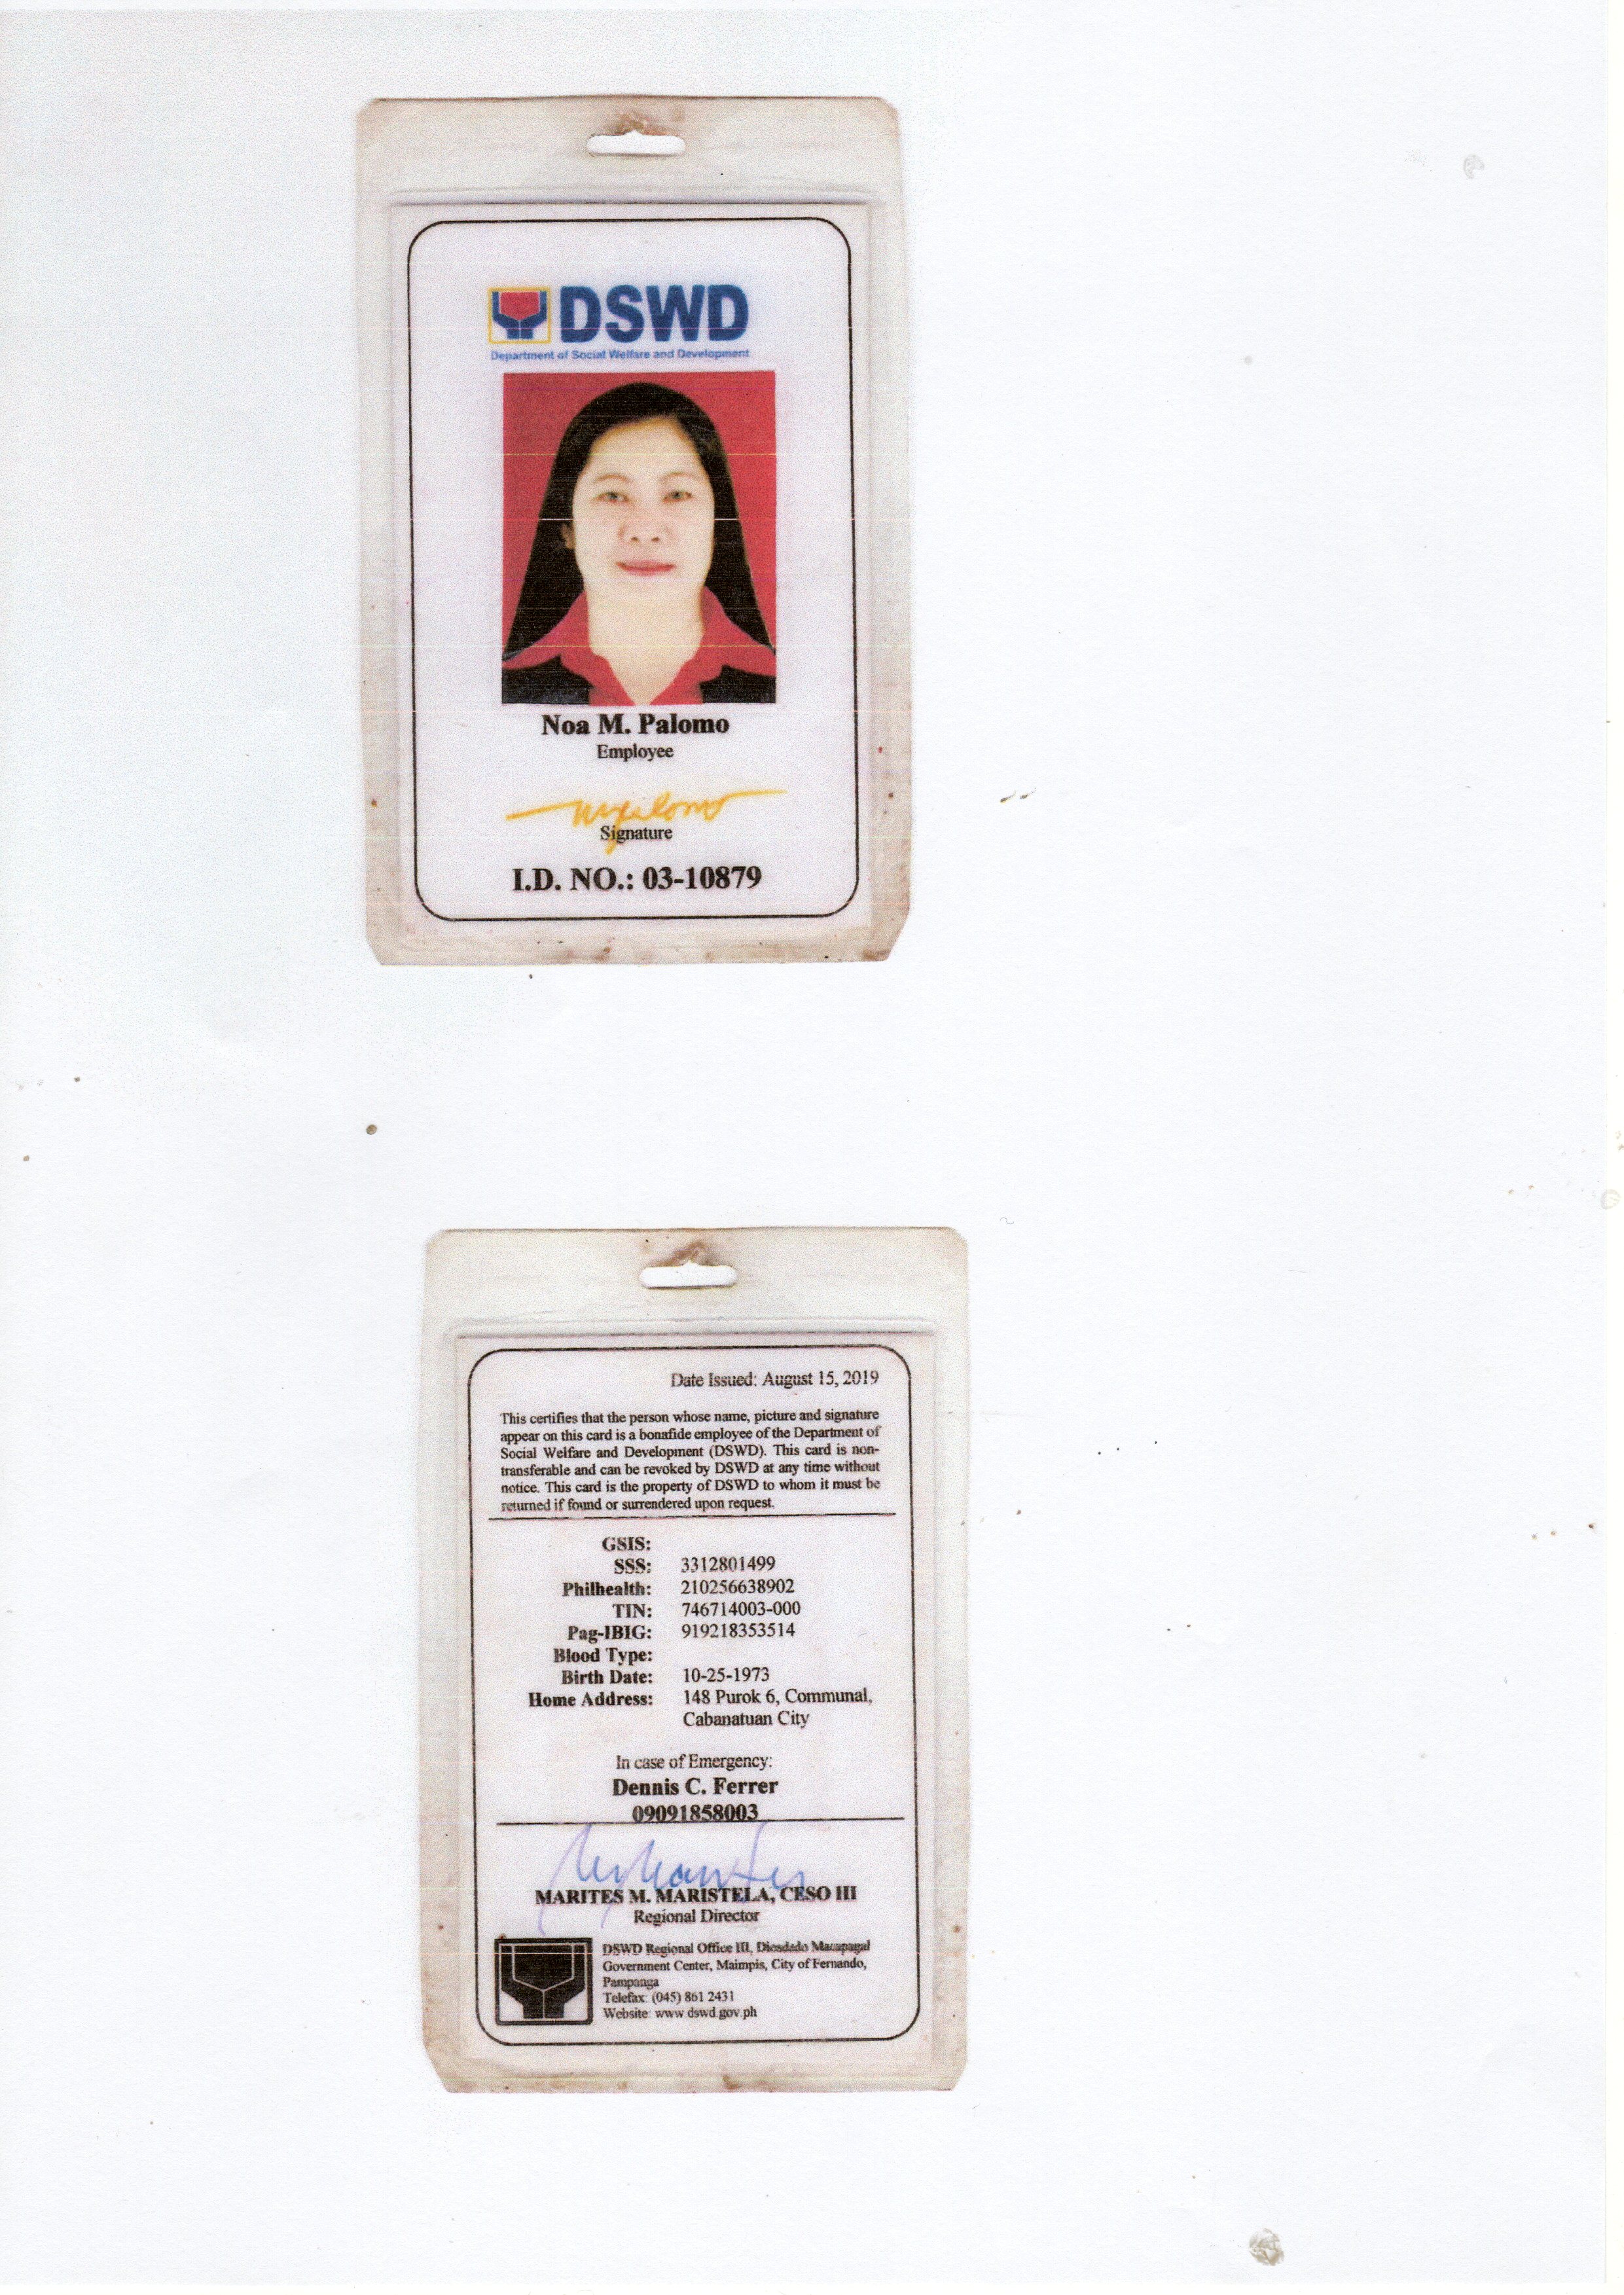 DSWD
Department of Social Welfare and Development
Noa M. Palomo
Employee
Signature
I.D. NO.: 03-10879
Date Issued: August 15, 2019
This certifies that the person whose name, picture and signature
appear on this card is a bonafide employee of the Department of
Social Welfare and Development (DSWD). This card is non-
transferable and can be revoked by DSWD at any time without
notice. This card is the property of DSWD to whom it must be
returned if found or surrendered upon request.
GSIS:
SSS: 3312801499
Philhealth: 210256638902
TIN: 746714003-000
Pag-IBIG: 919218353514
Blood Type:
Birth Date: 10-25-1973
Home Address: 148 Purok 6, Communal,
Cabanatuan City
In case of Emergency:
Dennis C. Ferrer
09091858003
MARITES M. MARISTELA, CESO III
Regional Director
DSWD Regional Office III, Diosdado Macapagal
Government Center, Maimpis, City of Fernando,
Pampanga
Telefax: (045) 861 2431
Website: www.dswd.gov.ph